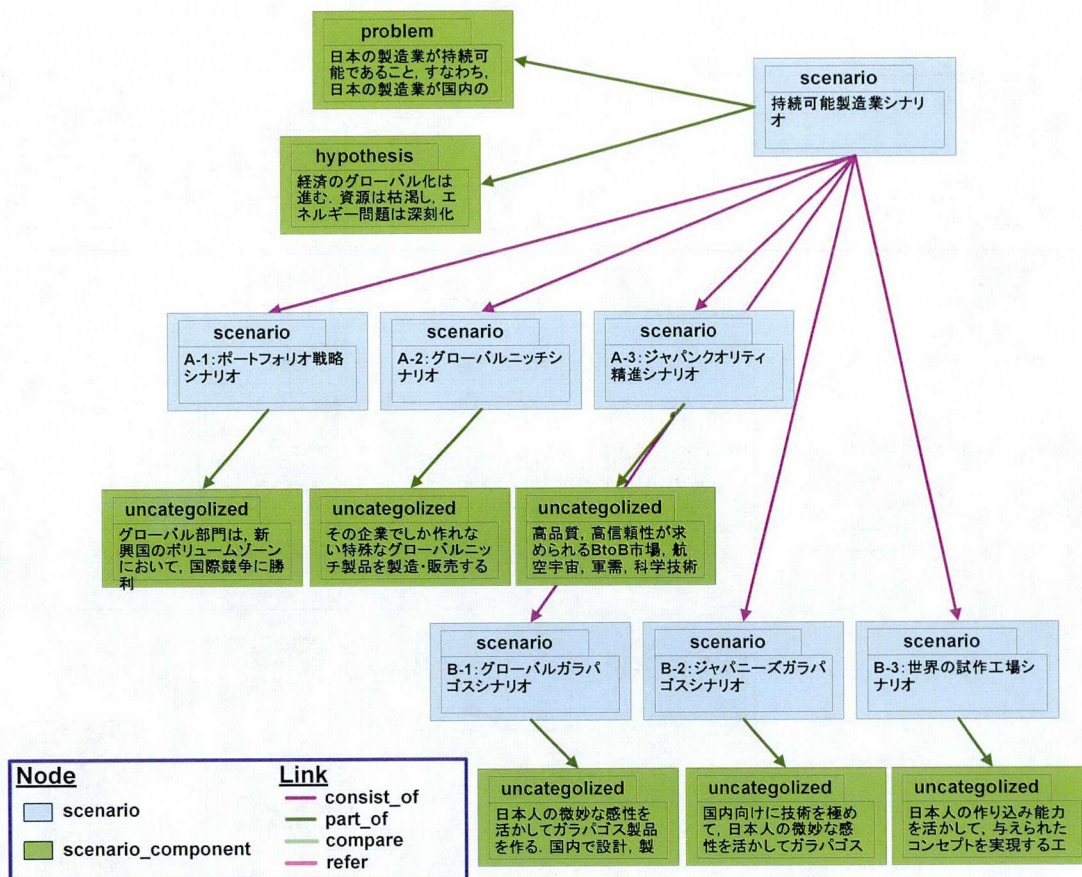 problem
日本の製造業が持続可
能であること, すなわち,
日本の製造業が国内の
scenario
持続可能製造業シナリ
オ
hypothesis
経済のグローバル化は
進む. 資源は枯渇し, エ
ネルギー問題は深刻化
scenario
A-1:ポートフォリオ戦略
シナリオ
scenario
A-2:グローバルニッチシ
ナリオ
scenario
A-3:ジャパンクオリティ
精進シナリオ
uncategolized
グローバル部門は, 新
興国のボリュームゾーン
において, 国際競争に勝
利
uncategolized
その企業でしか作れな
い特殊なグローバルニッ
チ製品を製造・販売する
uncategolized
高品質, 高信頼性が求
められるBtoB市場, 航
空宇宙, 軍需, 科学技術
scenario
B-1:グローバルガラパ
ゴスシナリオ
scenario
B-2:ジャパニーズガラパ
ゴスシナリオ
scenario
B-3:世界の試作工場シ
ナリオ
uncategolized
日本人の微妙な感性を
活かしてガラパゴス製品
を作る. 国内で設計, 製
uncategolized
国内向けに技術を極め
て, 日本人の微妙な感
性を活かしてガラパゴス
uncategolized
日本人の作り込み能力
を活かして, 与えられた
コンセプトを実現する工
Node
scenario
scenario_component
Link
consist_of
part_of
compare
refer